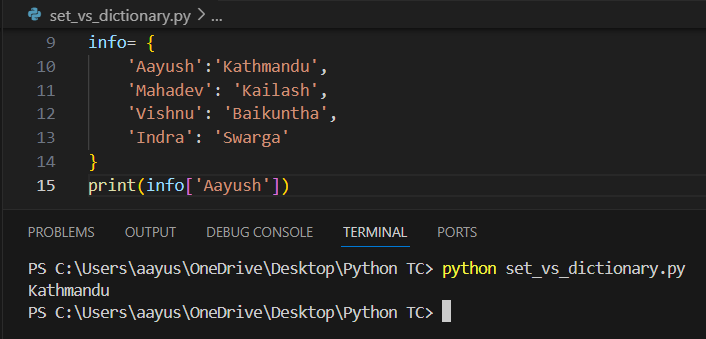 set_vs_dictionary.py > ...
9 info= {
10     'Aayush':'Kathmandu',
11     'Mahadev': 'Kailash',
12     'Vishnu': 'Baikuntha',
13     'Indra': 'Swarga'
14 }
15 print(info['Aayush'])
PROBLEMS OUTPUT DEBUG CONSOLE TERMINAL PORTS
PS C:\Users\aayus\OneDrive\Desktop\Python TC> python set_vs_dictionary.py
Kathmandu
PS C:\Users\aayus\OneDrive\Desktop\Python TC>